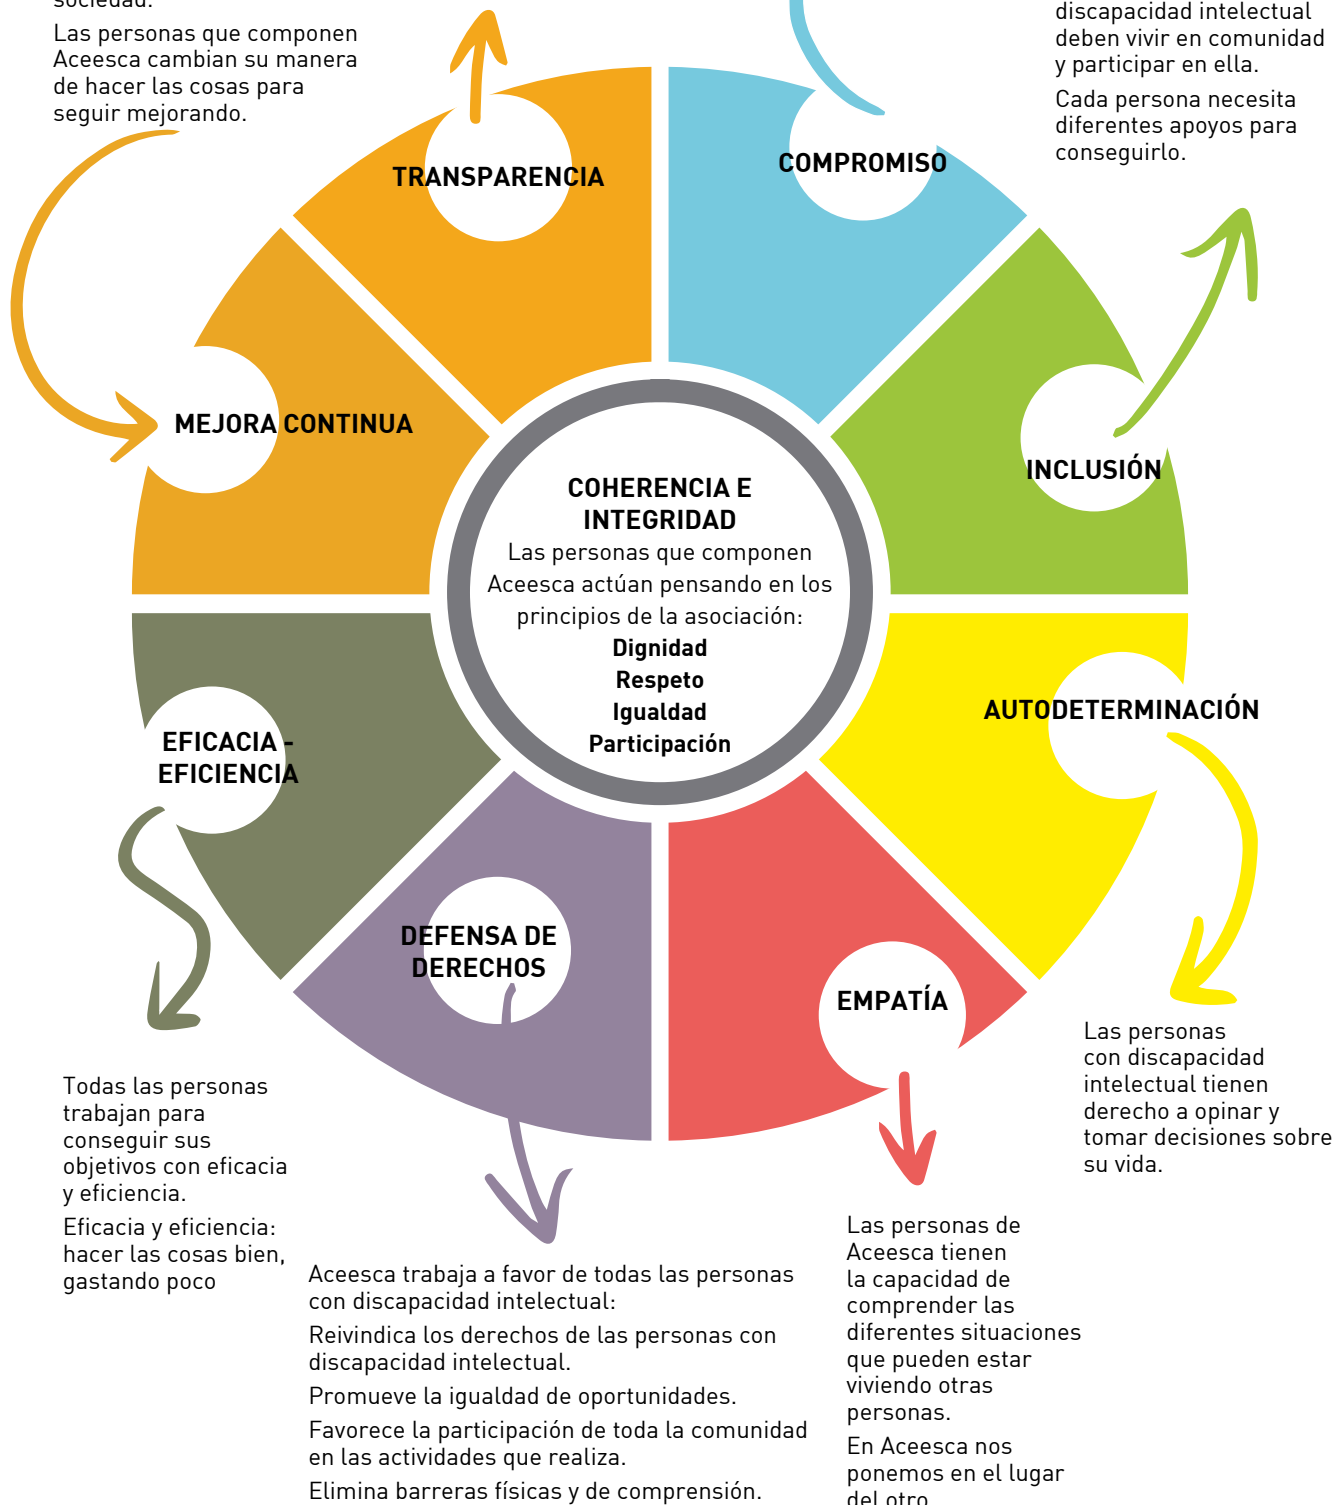 sociedad.
Las personas que componen
Aceesca cambian su manera
de hacer las cosas para
seguir mejorando.
discapacidad intelectual
deben vivir en comunidad
y participar en ella.
Cada persona necesita
diferentes apoyos para
conseguirlo.
TRANSPARENCIA
COMPROMISO
MEJORA CONTINUA
INCLUSIÓN
COHERENCIA E
INTEGRIDAD
Las personas que componen
Aceesca actúan pensando en los
principios de la asociación:
Dignidad
Respeto
Igualdad
Participación
AUTODETERMINACIÓN
EFICACIA -
EFICIENCIA
DEFENSA DE
DERECHOS
EMPATÍA
Las personas
con discapacidad
intelectual tienen
derecho a opinar y
tomar decisiones sobre
su vida.
Todas las personas
trabajan para
conseguir sus
objetivos con eficacia
y eficiencia.
Eficacia y eficiencia:
hacer las cosas bien,
gastando poco
Aceesca trabaja a favor de todas las personas
con discapacidad intelectual:
Reivindica los derechos de las personas con
discapacidad intelectual.
Promueve la igualdad de oportunidades.
Favorece la participación de toda la comunidad
en las actividades que realiza.
Elimina barreras físicas y de comprensión.
Las personas de
Aceesca tienen
la capacidad de
comprender las
diferentes situaciones
que pueden estar
viviendo otras
personas.
En Aceesca nos
ponemos en el lugar
del otro